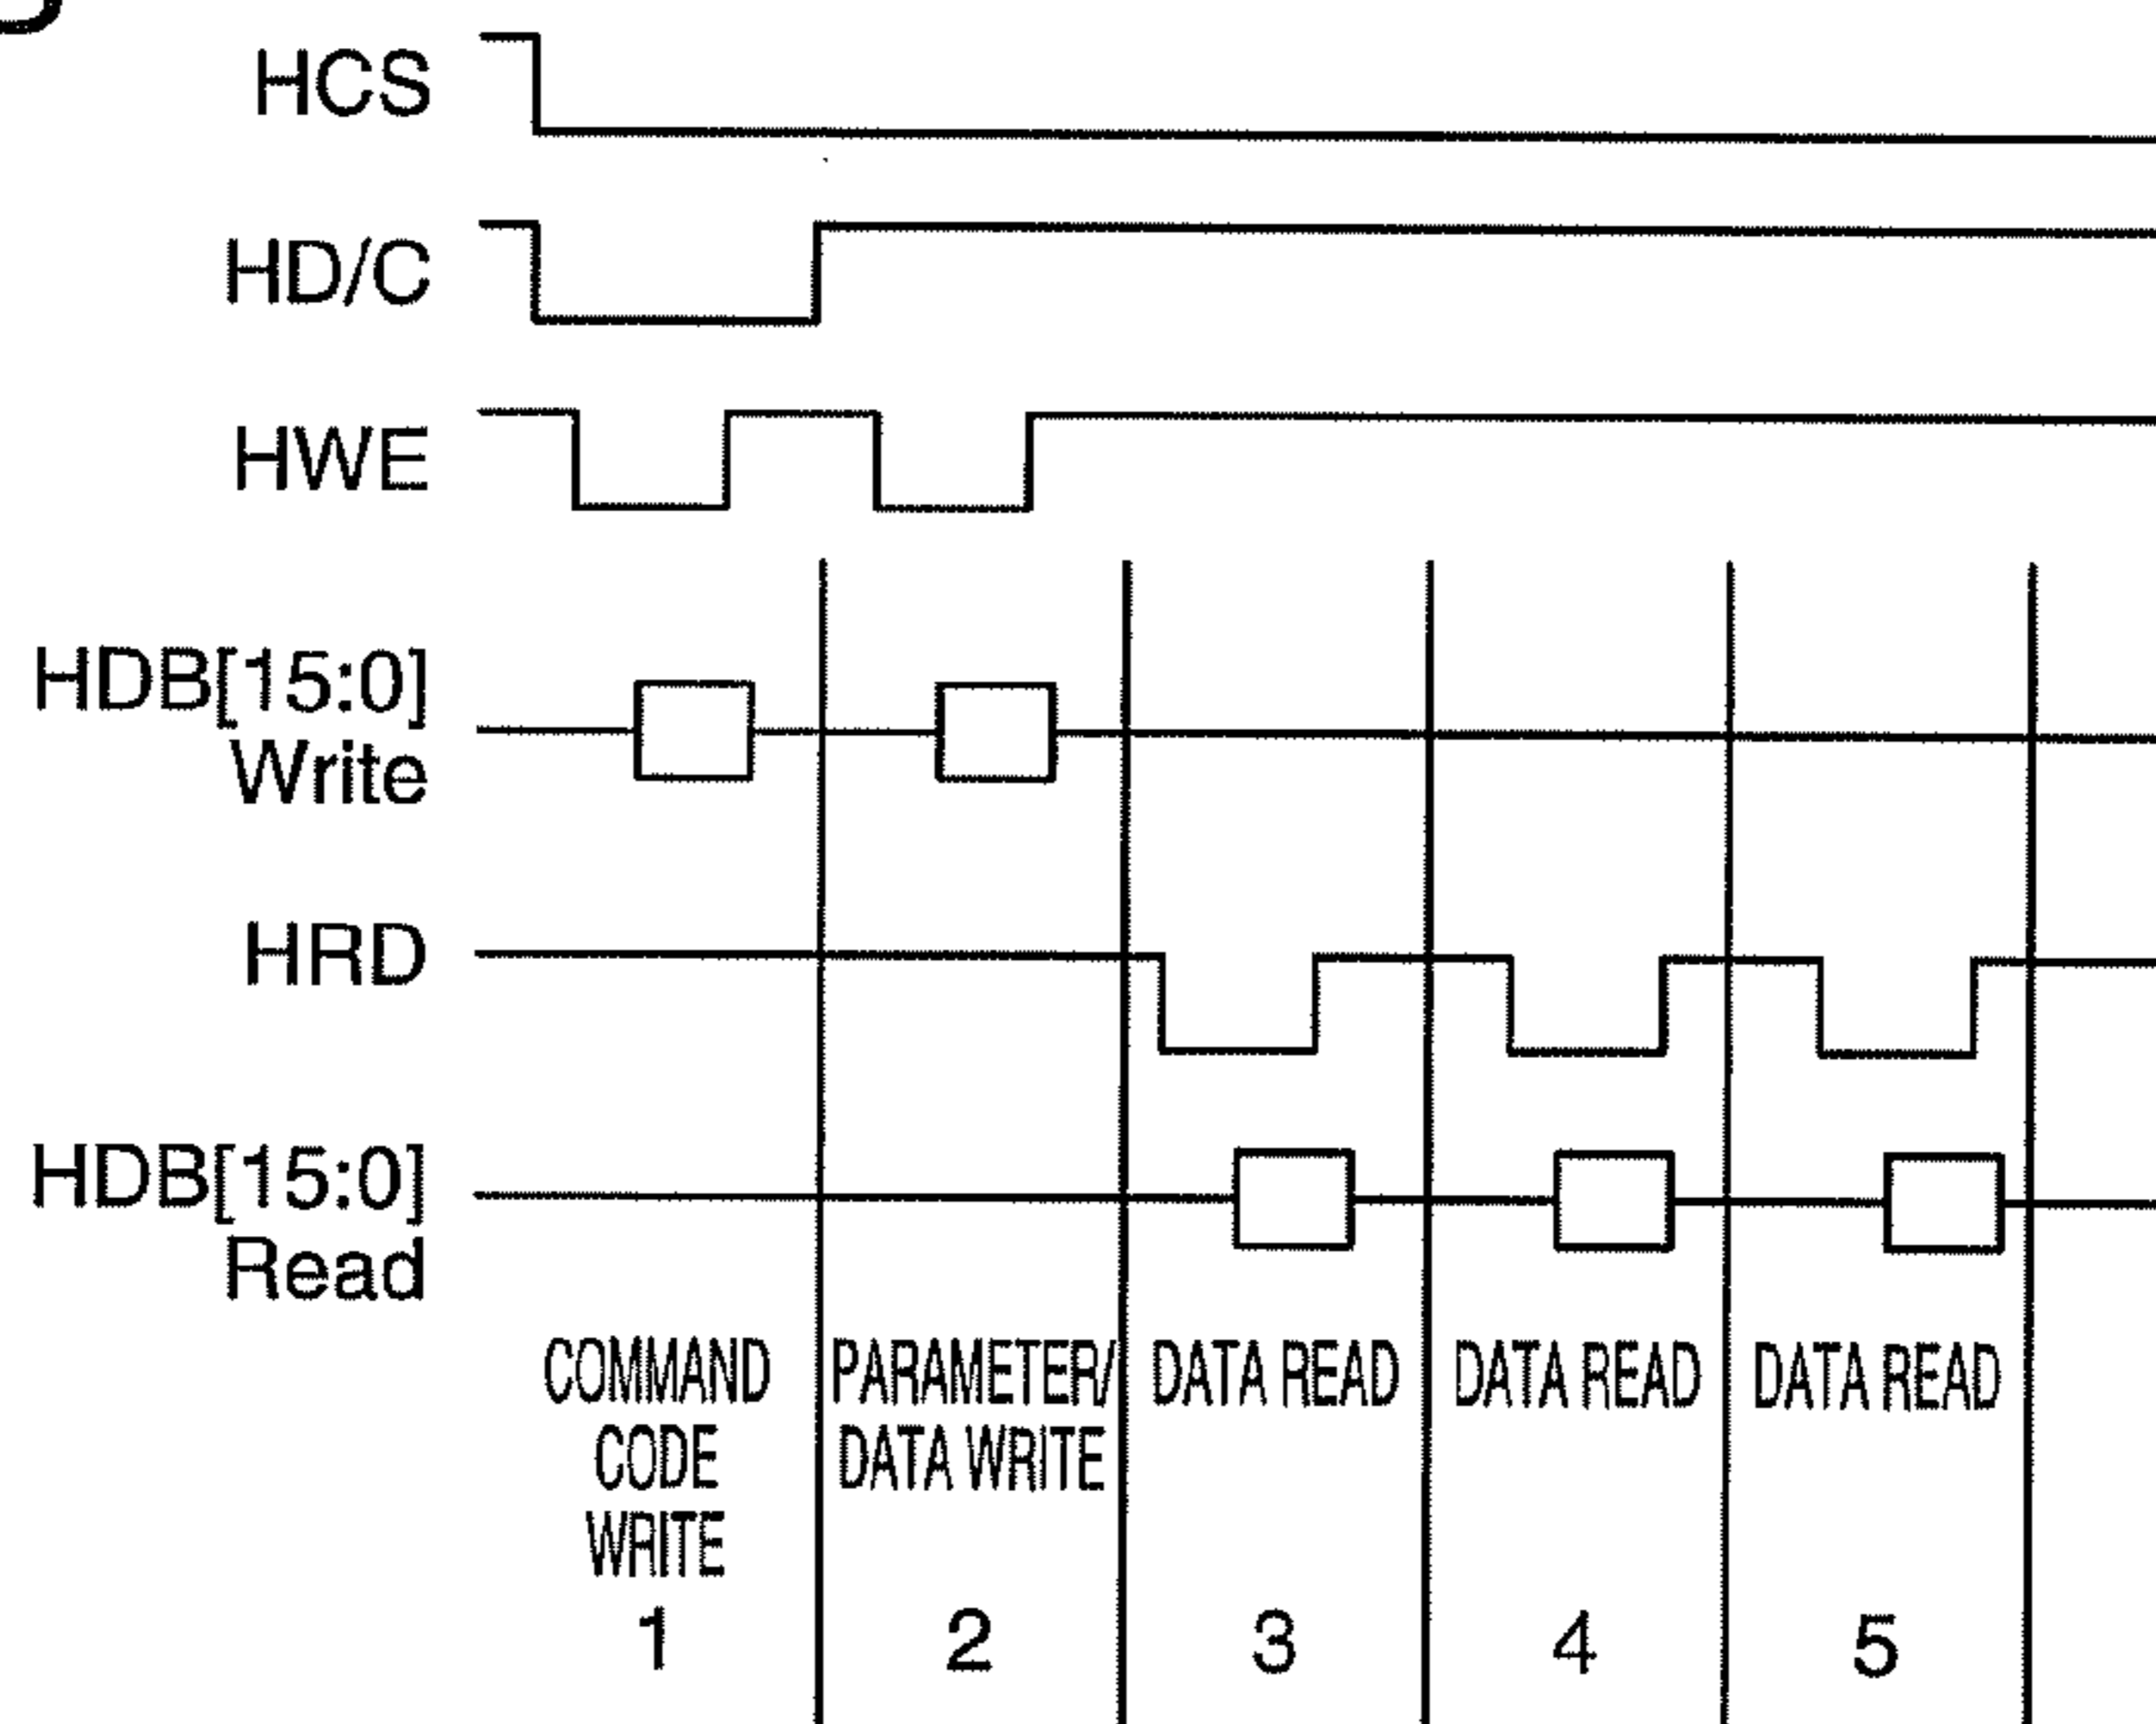 HCS
HD/C
HWE
HDB[15:0]
Write
HRD
HDB[15:0]
Read
COMMAND
CODE
WRITE
1
PARAMETER/
DATA WRITE
2
DATA READ
3
DATA READ
4
DATA READ
5